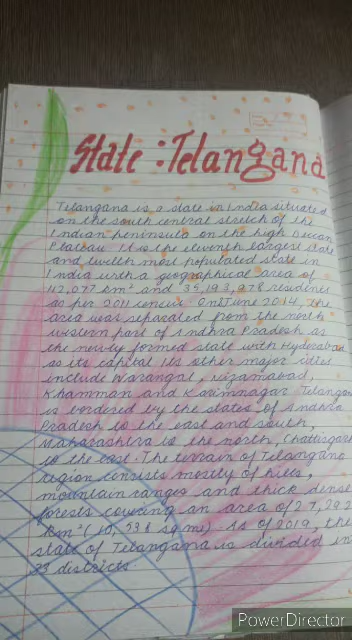 State : Telangana
Telangana is a state in India situated
on the south central stretch of the
Indian peninsula on the high Deccan
Plateau. It is the eleventh largest state
and twelth most populated state in
India with a geographical area of
112,077 km² and 35,193,978 residents
as per 2011 census. On 2 June 2014, the
area was separated from the north
western part of Andhra Pradesh as
the newly formed state with Hyderabad
as its capital. Its other major cities
include Warangal, Nizamabad,
Khammam and Karimnagar. Telangana
is bordered by the states of Andhra
Pradesh to the east and south,
Maharashtra to the north, Chattisgarh
to the east. The terrain of Telangana
region consists mostly of hills,
mountain ranges and thick dense
forests covering an area of 27,292
km² (10, 538 sq mi). As of 2019, the
state of Telangana is divided in
33 districts
PowerDirector